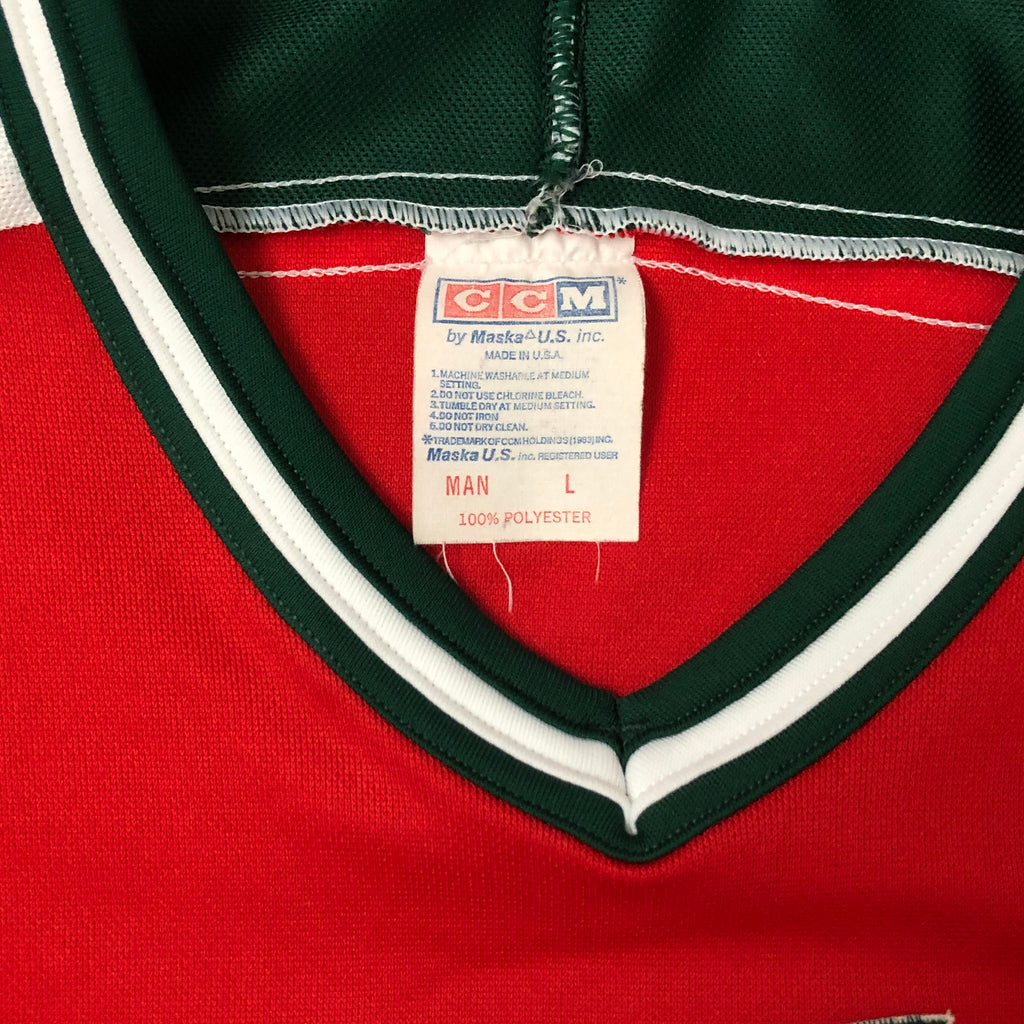 CCM*
by Maska△U.S. inc.
MADE IN U.S.A.
1.MACHINE WASHABLE AT MEDIUM
SETTING.
2.DO NOT USE CHLORINE BLEACH.
3.TUMBLE DRY AT MEDIUM SETTING.
4.DO NOT IRON
5.DO NOT DRY CLEAN.
*TRADEMARK OF CCM HOLDINGS (1983) INC.
Maska U.S. inc. REGISTERED USER
MAN L
100% POLYESTER